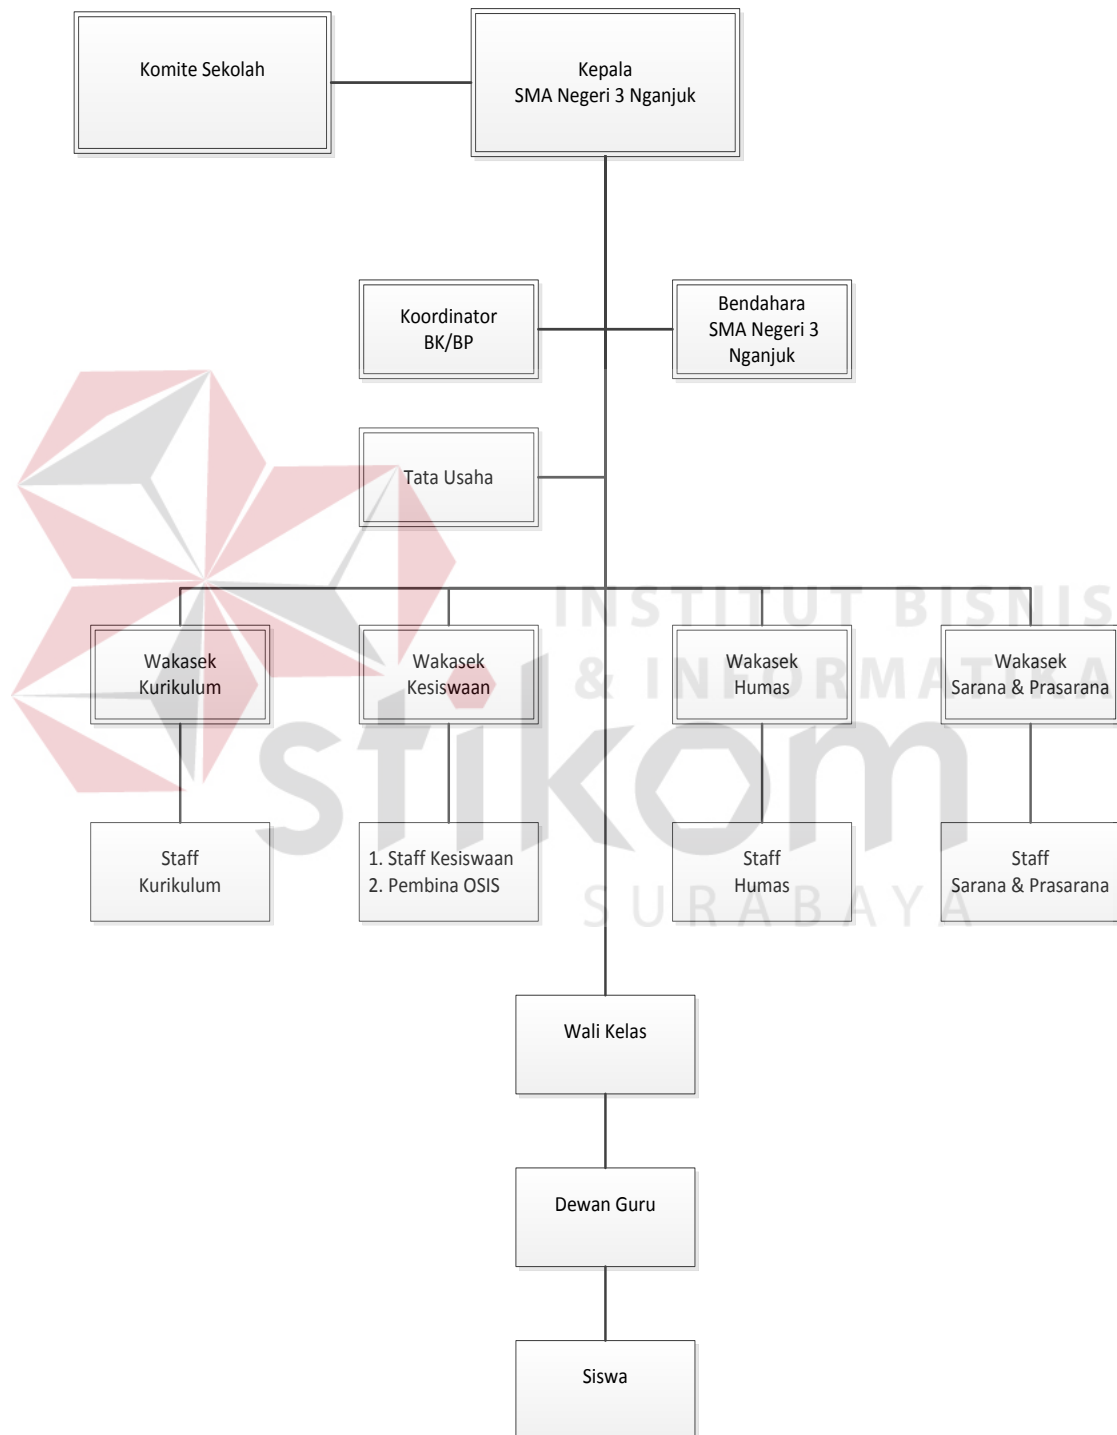 Komite Sekolah
Kepala
SMA Negeri 3 Nganjuk
Koordinator
BK/BP
Bendahara
SMA Negeri 3
Nganjuk
Tata Usaha
INSTITUT BISNIS
& INFORMATIKA
stikom
SURABAYA
Wakasek
Kurikulum
Wakasek
Kesiswaan
Wakasek
Humas
Wakasek
Sarana & Prasarana
Staff
Kurikulum
1. Staff Kesiswaan
2. Pembina OSIS
Staff
Humas
Staff
Sarana & Prasarana
Wali Kelas
Dewan Guru
Siswa